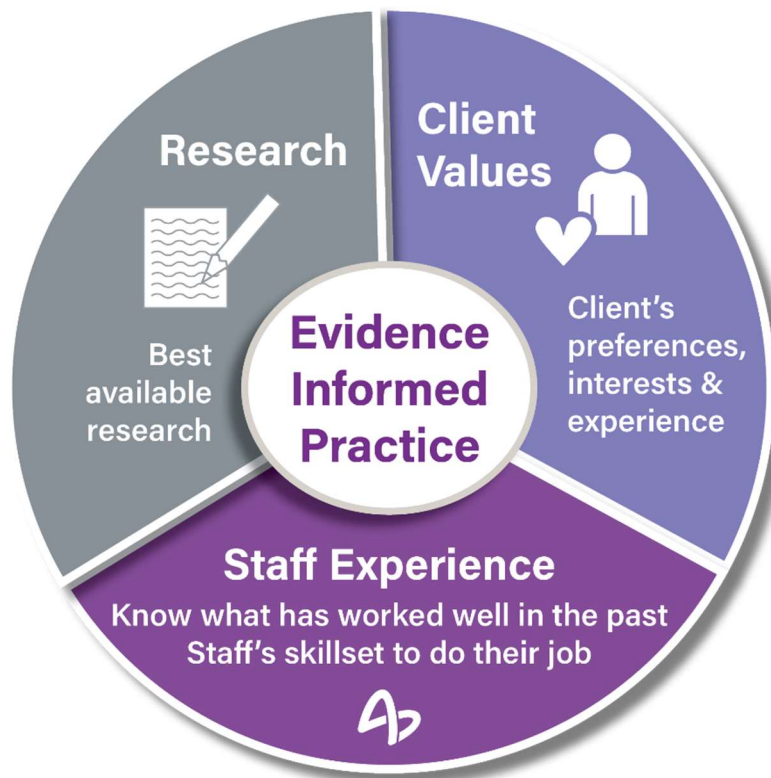 Research
Best
available
research
Client
Values
Client’s
preferences,
interests &
experience
Evidence
Informed
Practice
Staff Experience
Know what has worked well in the past
Staff’s skillset to do their job